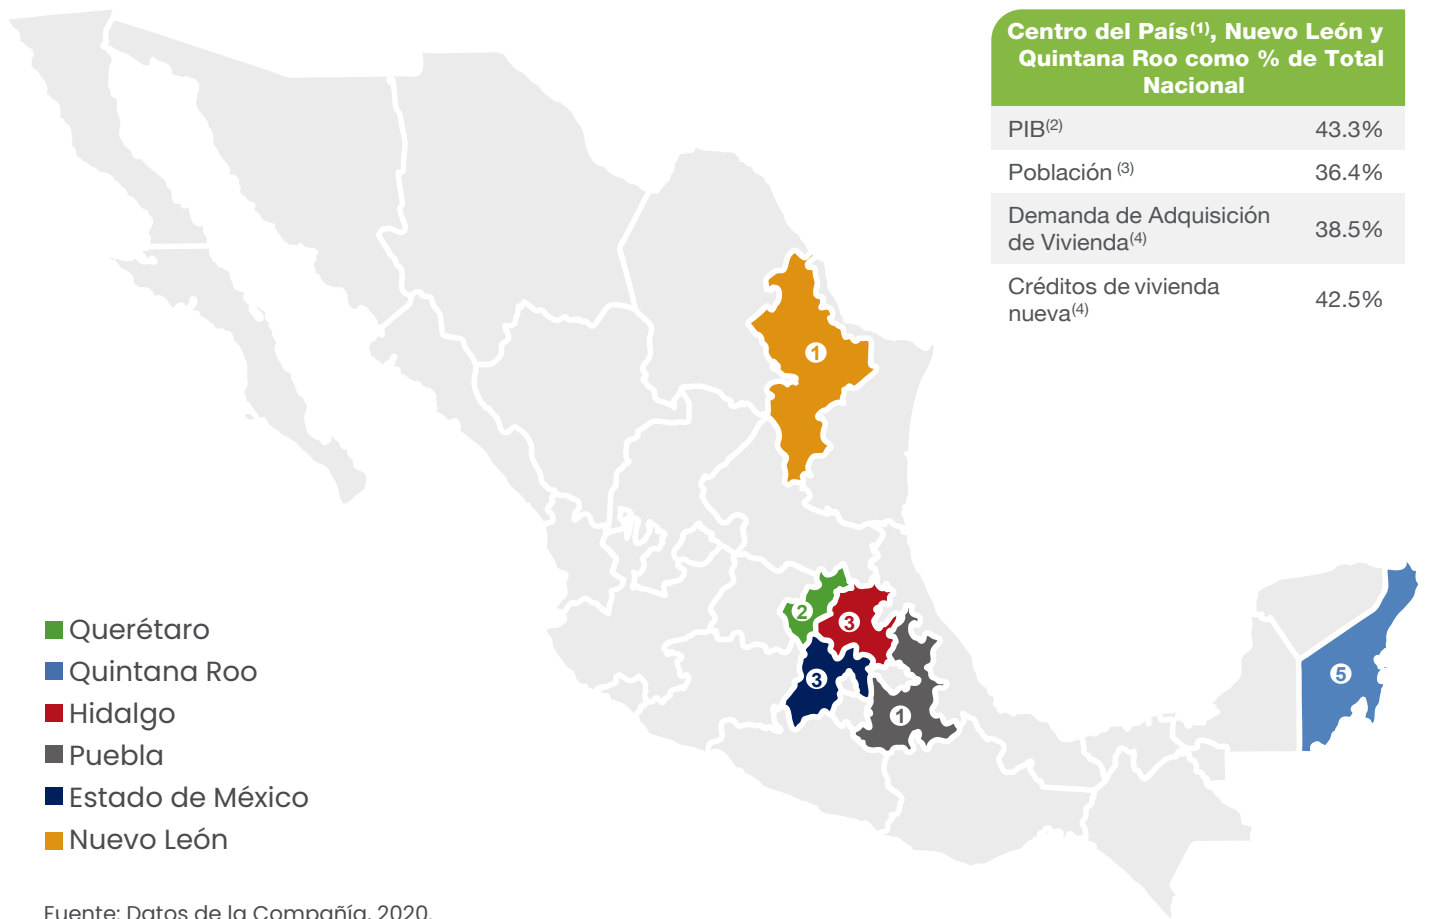 Centro del País(1), Nuevo León y
Quintana Roo como % de Total
Nacional
PIB(2) 43.3%
Población (3) 36.4%
Demanda de Adquisición
de Vivienda(4) 38.5%
Créditos de vivienda
nueva(4) 42.5%
1
2
3
3
1
5
Querétaro
Quintana Roo
Hidalgo
Puebla
Estado de México
Nuevo León
Fuente: Datos de la Compañía, 2020.